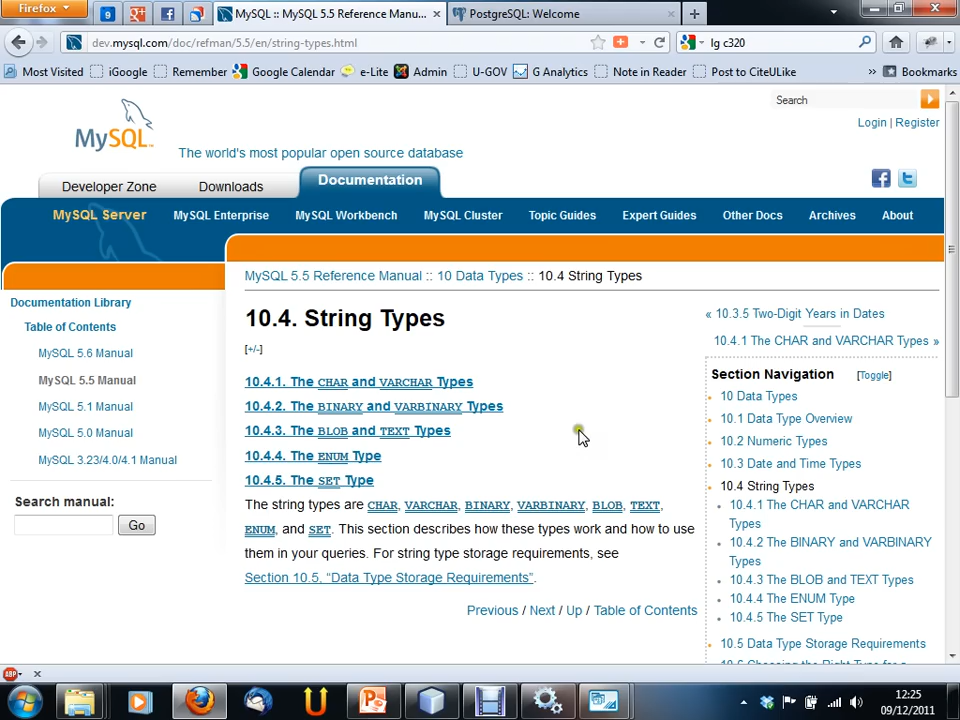 Firefox
9
MySQL :: MySQL 5.5 Reference Manu...
PostgreSQL: Welcome
dev.mysql.com/doc/refman/5.5/en/string-types.html
lg c320
Most Visited
iGoogle
Remember
Google Calendar
e-Lite
Admin
U-GOV
G Analytics
Note in Reader
Post to CiteULike
»
Bookmarks
Search
MySQL
Login | Register
The world's most popular open source database
Developer Zone
Downloads
Documentation
MySQL Server
MySQL Enterprise
MySQL Workbench
MySQL Cluster
Topic Guides
Expert Guides
Other Docs
Archives
About
MySQL 5.5 Reference Manual :: 10 Data Types :: 10.4 String Types
Documentation Library
Table of Contents
MySQL 5.6 Manual
MySQL 5.5 Manual
MySQL 5.1 Manual
MySQL 5.0 Manual
MySQL 3.23/4.0/4.1 Manual
Search manual:
Go
10.4. String Types
[+/-]
10.4.1. The CHAR and VARCHAR Types
10.4.2. The BINARY and VARBINARY Types
10.4.3. The BLOB and TEXT Types
10.4.4. The ENUM Type
10.4.5. The SET Type
The string types are CHAR, VARCHAR, BINARY, VARBINARY, BLOB, TEXT,
ENUM, and SET. This section describes how these types work and how to use
them in your queries. For string type storage requirements, see
Section 10.5, “Data Type Storage Requirements”.
Previous / Next / Up / Table of Contents
« 10.3.5 Two-Digit Years in Dates
10.4.1 The CHAR and VARCHAR Types »
Section Navigation [Toggle]
10 Data Types
10.1 Data Type Overview
10.2 Numeric Types
10.3 Date and Time Types
10.4 String Types
10.4.1 The CHAR and VARCHAR
Types
10.4.2 The BINARY and VARBINARY
Types
10.4.3 The BLOB and TEXT Types
10.4.4 The ENUM Type
10.4.5 The SET Type
10.5 Data Type Storage Requirements
ABP
12:25
09/12/2011